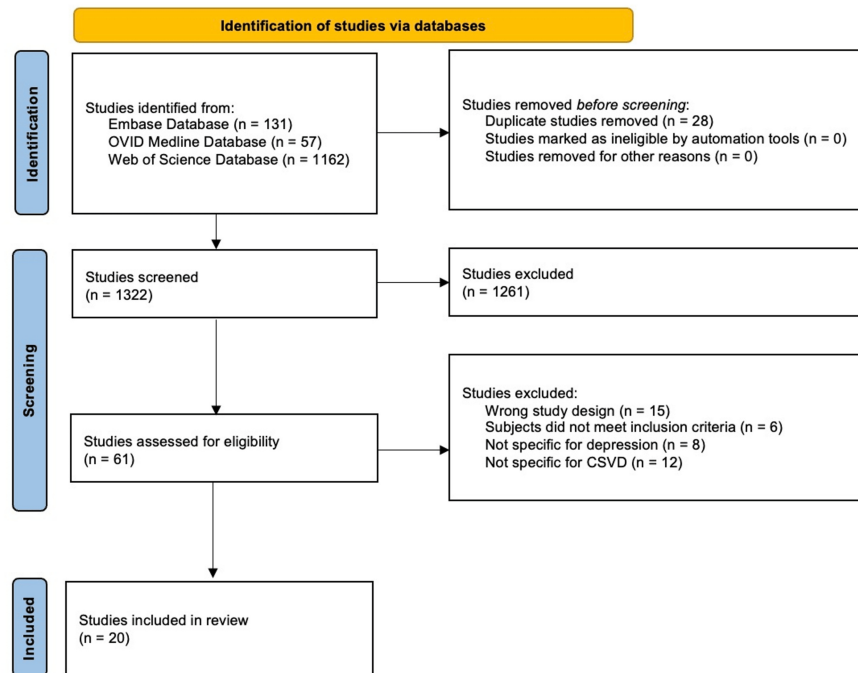 Identification of studies via databases
Identification
Studies identified from:
Embase Database (n = 131)
OVID Medline Database (n = 57)
Web of Science Database (n = 1162)
Studies removed before screening:
Duplicate studies removed (n = 28)
Studies marked as ineligible by automation tools (n = 0)
Studies removed for other reasons (n = 0)
Screening
Studies screened
(n = 1322)
Studies excluded
(n = 1261)
Studies assessed for eligibility
(n = 61)
Studies excluded:
Wrong study design (n = 15)
Subjects did not meet inclusion criteria (n = 6)
Not specific for depression (n = 8)
Not specific for CSVD (n = 12)
Included
Studies included in review
(n = 20)